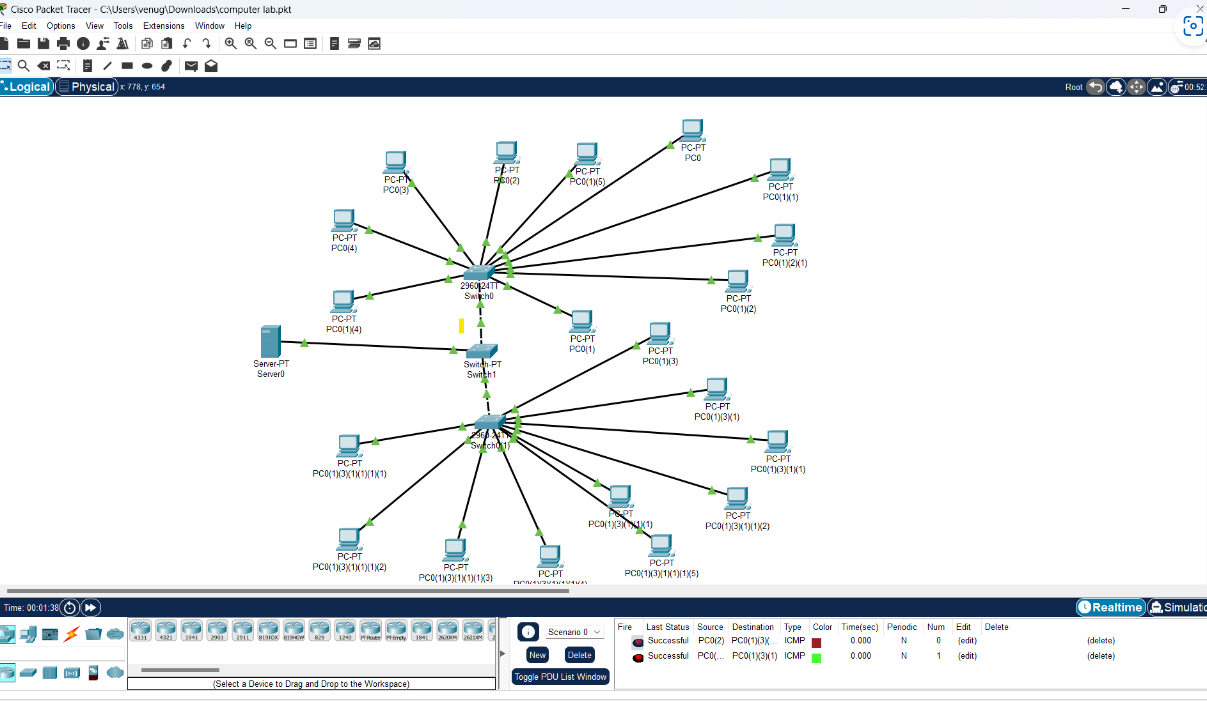 Cisco Packet Tracer - C:\Users\venug\Downloads\computer lab.pkt
File Edit Options View Tools Extensions Window Help
Logical Physical x: 778, y: 654 Root 00:52:
PC-PT
PC0
PC-PT
PC0(3)
PC-PT
PC0(2)
PC-PT
PC0(1)(5)
PC-PT
PC0(1)(1)
PC-PT
PC0(4)
PC-PT
PC0(1)(2)(1)
2960-24TT
Switch0
PC-PT
PC0(1)(2)
PC-PT
PC0(1)(4)
PC-PT
PC0(1)
PC-PT
PC0(1)(3)
Server-PT
Server0
Switch-PT
Switch1
PC-PT
PC0(1)(3)(1)
2960-24TT
Switch0(1)
PC-PT
PC0(1)(3)(1)(1)
PC-PT
PC0(1)(3)(1)(1)(1)(1)
PC-PT
PC0(1)(3)(1)(1)(1)
PC-PT
PC0(1)(3)(1)(1)(2)
PC-PT
PC0(1)(3)(1)(1)(1)(2)
PC-PT
PC0(1)(3)(1)(1)(1)(3)
PC-PT
PC0(1)(3)(1)(1)(1)(4)
PC-PT
PC0(1)(3)(1)(1)(1)(5)
Time: 00:01:38 Realtime Simulatio
4331 4321 1941 2901 2911 819IOX 819HGW 829 1240 PT-Router PT-Empty 1841 2620XM 2621XM 2
(Select a Device to Drag and Drop to the Workspace)
Scenario 0
New Delete
Toggle PDU List Window
Fire Last Status Source Destination Type Color Time(sec) Periodic Num Edit Delete
Successful PC0(2) PC0(1)(3)(... ICMP 0.000 N 0 (edit) (delete)
Successful PC0(... PC0(1)(3)(1) ICMP 0.000 N 1 (edit) (delete)